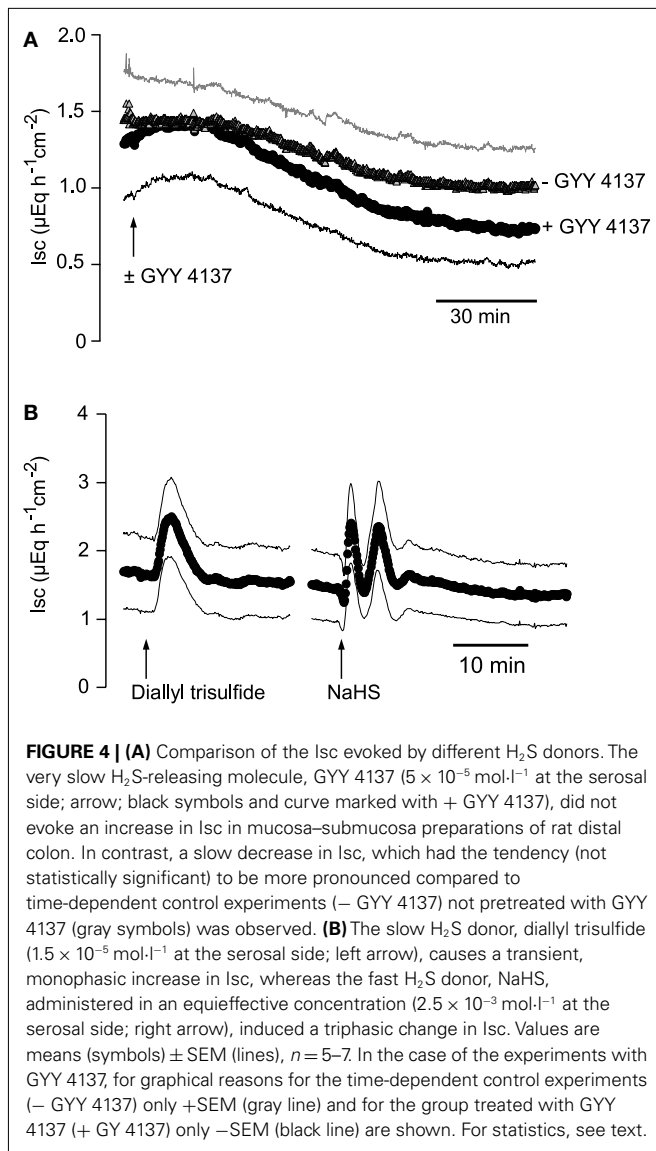 A
2.0
1.5
1.0
0.5
0
Isc (µEq h⁻¹cm⁻²)
- GYY 4137
+ GYY 4137
± GYY 4137
30 min
B
4
3
2
1
0
Isc (µEq h⁻¹cm⁻²)
Diallyl trisulfide
NaHS
10 min
FIGURE 4 | (A) Comparison of the Isc evoked by different H₂S donors. The
very slow H₂S-releasing molecule, GYY 4137 (5 × 10⁻⁵ mol·l⁻¹ at the serosal
side; arrow; black symbols and curve marked with + GYY 4137), did not
evoke an increase in Isc in mucosa–submucosa preparations of rat distal
colon. In contrast, a slow decrease in Isc, which had the tendency (not
statistically significant) to be more pronounced compared to
time-dependent control experiments (− GYY 4137) not pretreated with GYY
4137 (gray symbols) was observed. (B) The slow H₂S donor, diallyl trisulfide
(1.5 × 10⁻⁵ mol·l⁻¹ at the serosal side; left arrow), causes a transient,
monophasic increase in Isc, whereas the fast H₂S donor, NaHS,
administered in an equieffective concentration (2.5 × 10⁻³ mol·l⁻¹ at the
serosal side; right arrow), induced a triphasic change in Isc. Values are
means (symbols) ± SEM (lines), n = 5–7. In the case of the experiments with
GYY 4137, for graphical reasons for the time-dependent control experiments
(− GYY 4137) only +SEM (gray line) and for the group treated with GYY
4137 (+ GY 4137) only −SEM (black line) are shown. For statistics, see text.